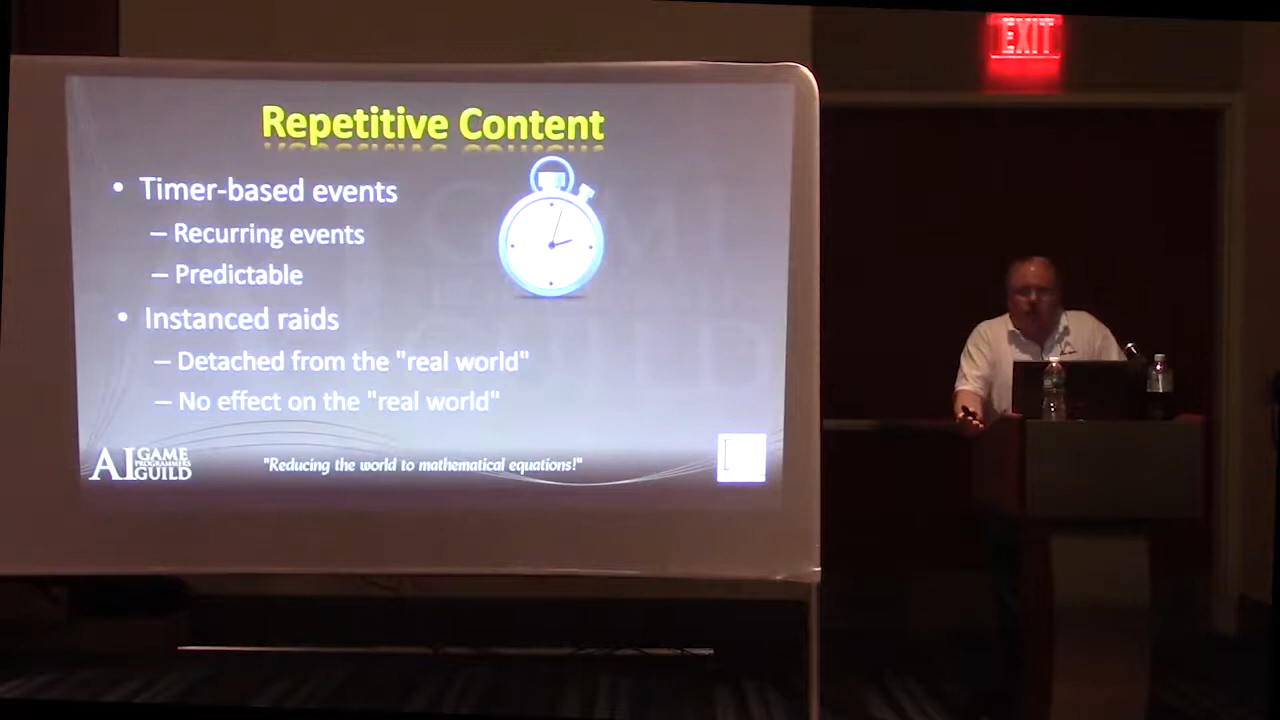 EXIT
Repetitive Content
• Timer-based events
– Recurring events
– Predictable
• Instanced raids
– Detached from the "real world"
– No effect on the "real world"
AI GAME
PROGRAMMERS
GUILD
"Reducing the world to mathematical equations!"